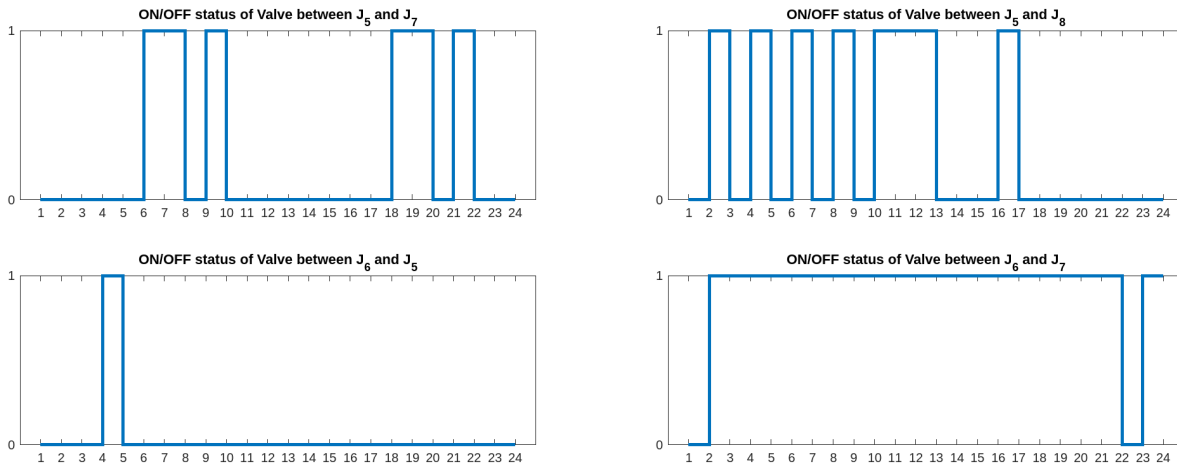 ON/OFF status of Valve between J5 and J7
1
0
1 2 3 4 5 6 7 8 9 10 11 12 13 14 15 16 17 18 19 20 21 22 23 24
ON/OFF status of Valve between J5 and J8
1
0
1 2 3 4 5 6 7 8 9 10 11 12 13 14 15 16 17 18 19 20 21 22 23 24
ON/OFF status of Valve between J6 and J5
1
0
1 2 3 4 5 6 7 8 9 10 11 12 13 14 15 16 17 18 19 20 21 22 23 24
ON/OFF status of Valve between J6 and J7
1
0
1 2 3 4 5 6 7 8 9 10 11 12 13 14 15 16 17 18 19 20 21 22 23 24